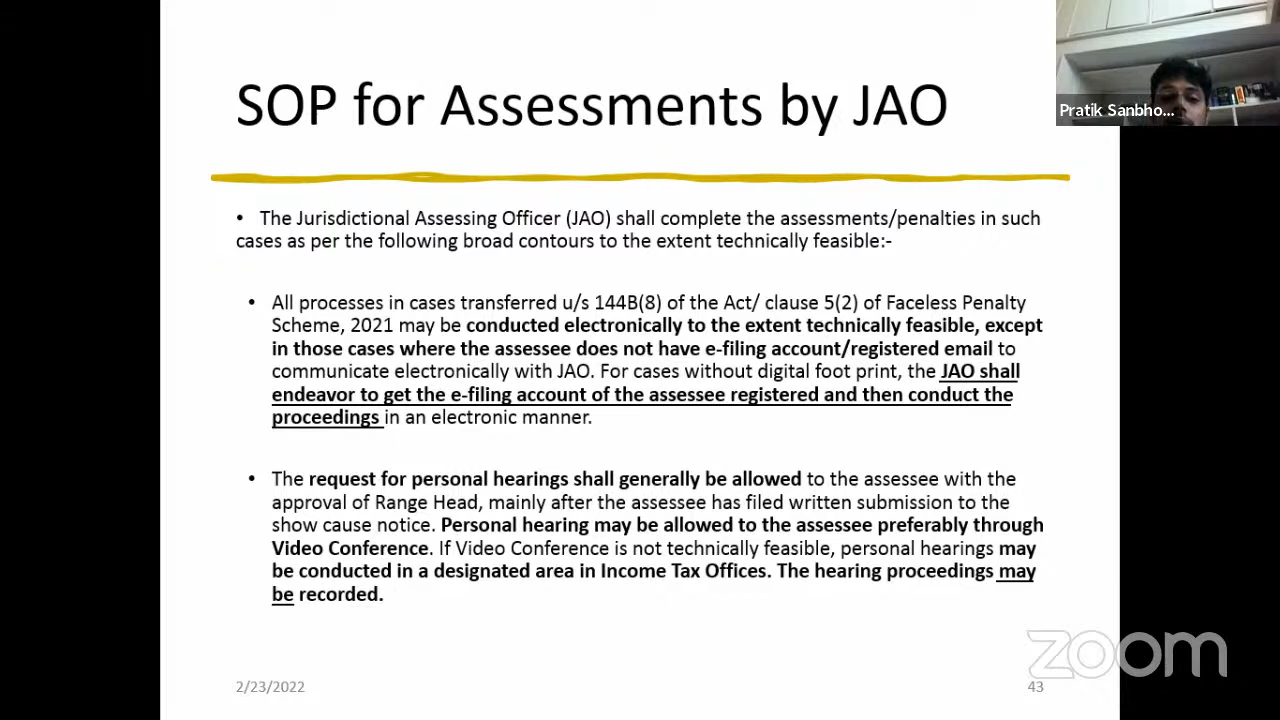 SOP for Assessments by JAO
Pratik Sanbho...
• The Jurisdictional Assessing Officer (JAO) shall complete the assessments/penalties in such
cases as per the following broad contours to the extent technically feasible:-
• All processes in cases transferred u/s 144B(8) of the Act/ clause 5(2) of Faceless Penalty
Scheme, 2021 may be conducted electronically to the extent technically feasible, except
in those cases where the assessee does not have e-filing account/registered email to
communicate electronically with JAO. For cases without digital foot print, the JAO shall
endeavor to get the e-filing account of the assessee registered and then conduct the
proceedings in an electronic manner.
• The request for personal hearings shall generally be allowed to the assessee with the
approval of Range Head, mainly after the assessee has filed written submission to the
show cause notice. Personal hearing may be allowed to the assessee preferably through
Video Conference. If Video Conference is not technically feasible, personal hearings may
be conducted in a designated area in Income Tax Offices. The hearing proceedings may
be recorded.
zoom
2/23/2022
43